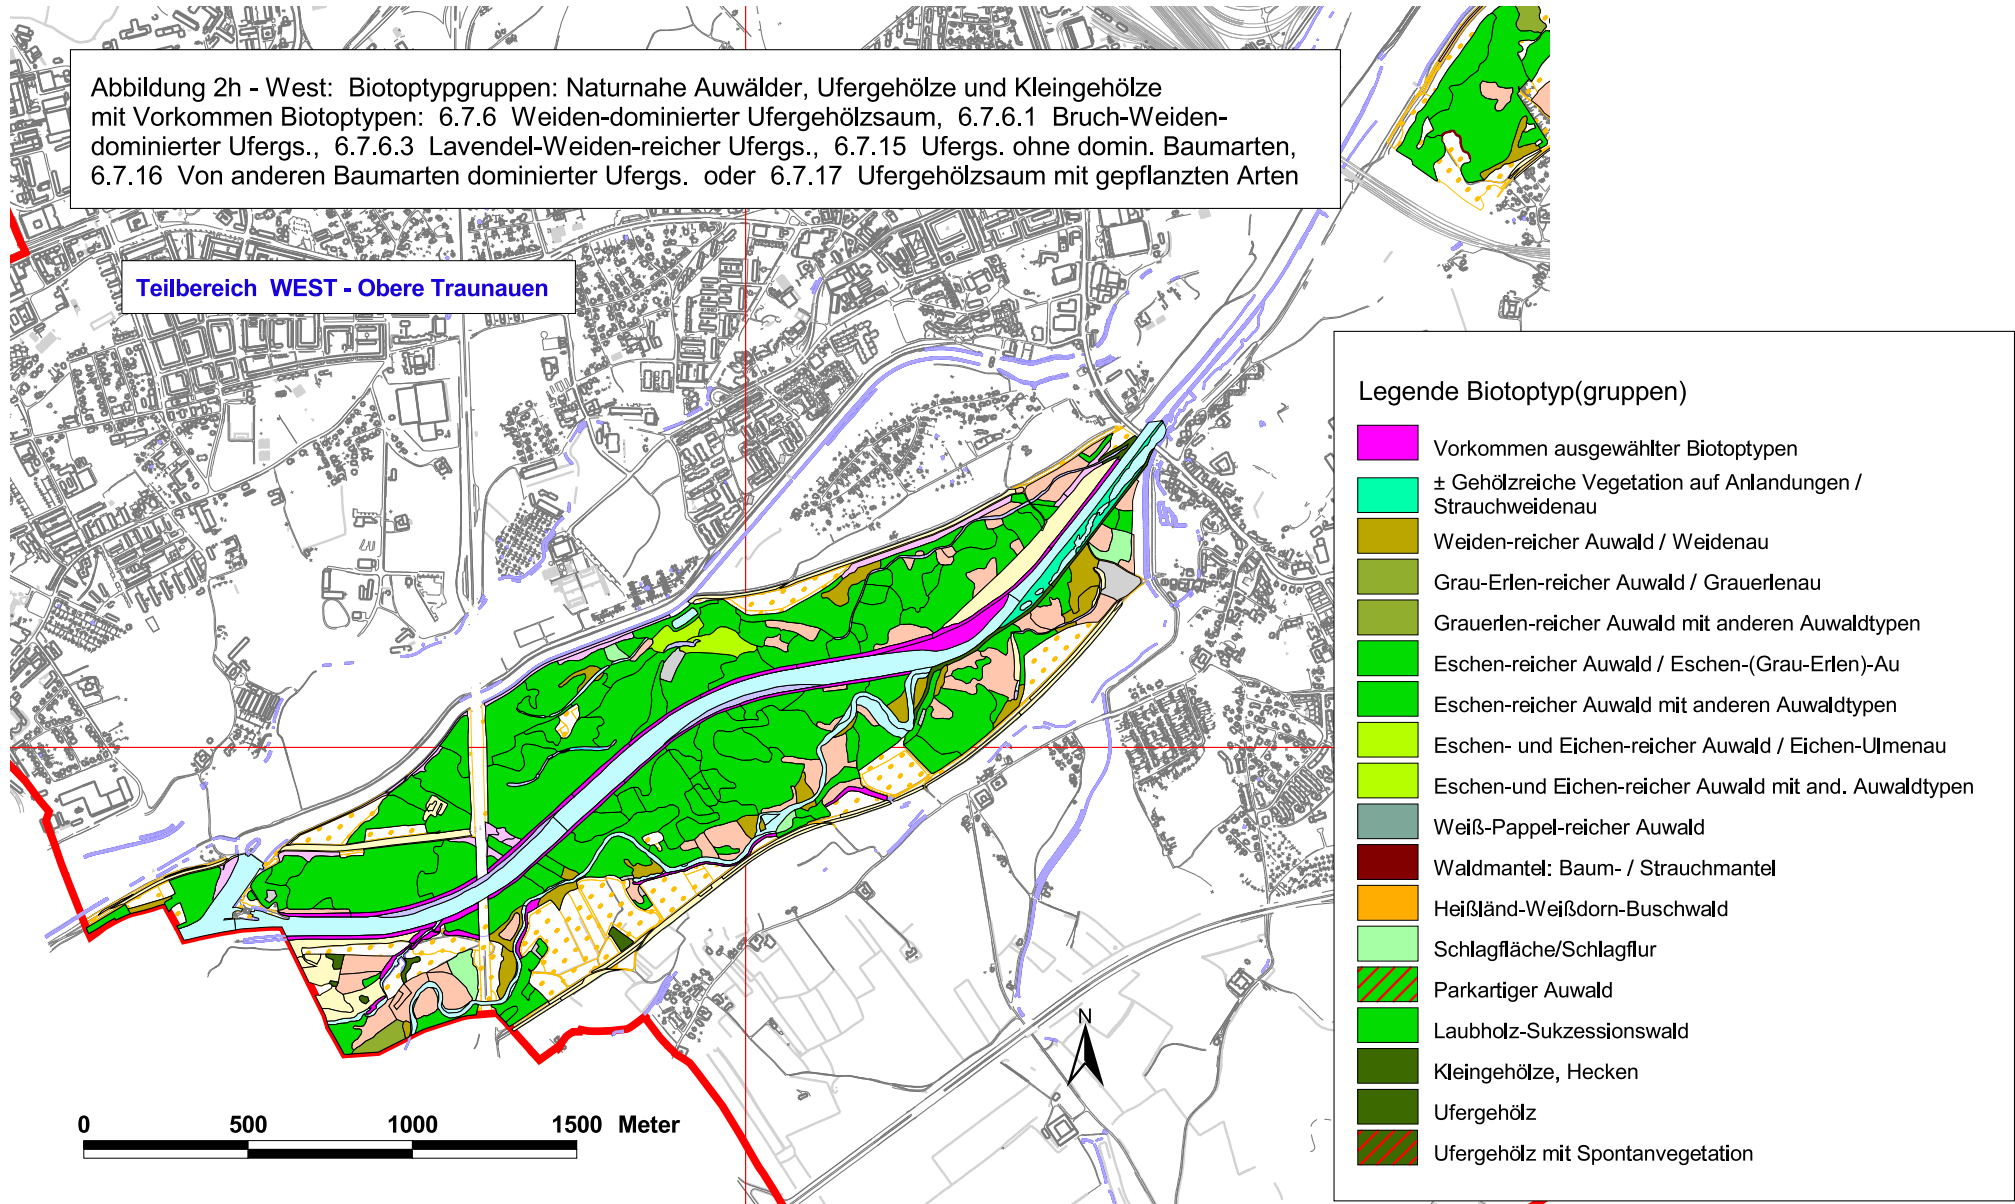 Abbildung 2h - West: Biotoptypgruppen: Naturnahe Auwälder, Ufergehölze und Kleingehölze
mit Vorkommen Biotoptypen: 6.7.6 Weiden-dominierter Ufergehölzsaum, 6.7.6.1 Bruch-Weiden-
dominierter Ufergs., 6.7.6.3 Lavendel-Weiden-reicher Ufergs., 6.7.15 Ufergs. ohne domin. Baumarten,
6.7.16 Von anderen Baumarten dominierter Ufergs. oder 6.7.17 Ufergehölzsaum mit gepflanzten Arten
Teilbereich WEST - Obere Traunauen
Legende Biotoptyp(gruppen)
Vorkommen ausgewählter Biotoptypen
± Gehölzreiche Vegetation auf Anlandungen /
Strauchweidenau
Weiden-reicher Auwald / Weidenau
Grau-Erlen-reicher Auwald / Grauerlenau
Grauerlen-reicher Auwald mit anderen Auwaldtypen
Eschen-reicher Auwald / Eschen-(Grau-Erlen)-Au
Eschen-reicher Auwald mit anderen Auwaldtypen
Eschen- und Eichen-reicher Auwald / Eichen-Ulmenau
Eschen-und Eichen-reicher Auwald mit and. Auwaldtypen
Weiß-Pappel-reicher Auwald
Waldmantel: Baum- / Strauchmantel
Heißländ-Weißdorn-Buschwald
Schlagfläche/Schlagflur
Parkartiger Auwald
Laubholz-Sukzessionswald
Kleingehölze, Hecken
Ufergehölz
Ufergehölz mit Spontanvegetation
N
0 500 1000 1500 Meter